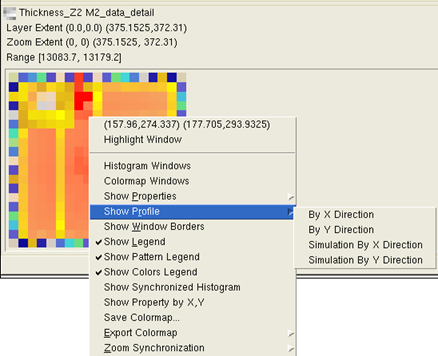 Thickness_Z2 M2_data_detail
Layer Extent (0.0,0.0) (375.1525,372.31)
Zoom Extent (0, 0) (375.1525, 372.31)
Range [13083.7, 13179.2]
(157.96,274.337) (177.705,293.9325)
Highlight Window
Histogram Windows
Colormap Windows
Show Properties
Show Profile
By X Direction
By Y Direction
Simulation By X Direction
Simulation By Y Direction
Show Window Borders
Show Legend
Show Pattern Legend
Show Colors Legend
Show Synchronized Histogram
Show Property by X,Y
Save Colormap...
Export Colormap
Zoom Synchronization